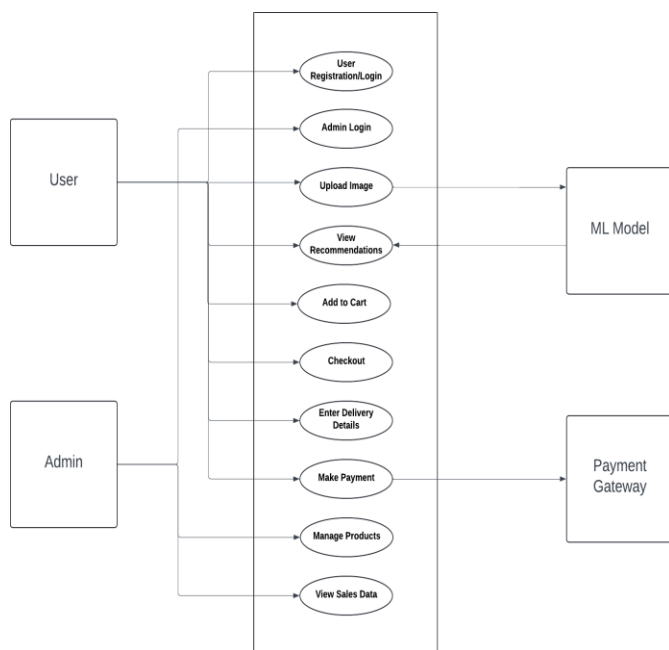 User
Registration/Login
Admin Login
User
Upload Image
ML Model
View
Recommendations
Add to Cart
Checkout
Enter Delivery
Details
Admin
Make Payment
Payment
Gateway
Manage Products
View Sales Data